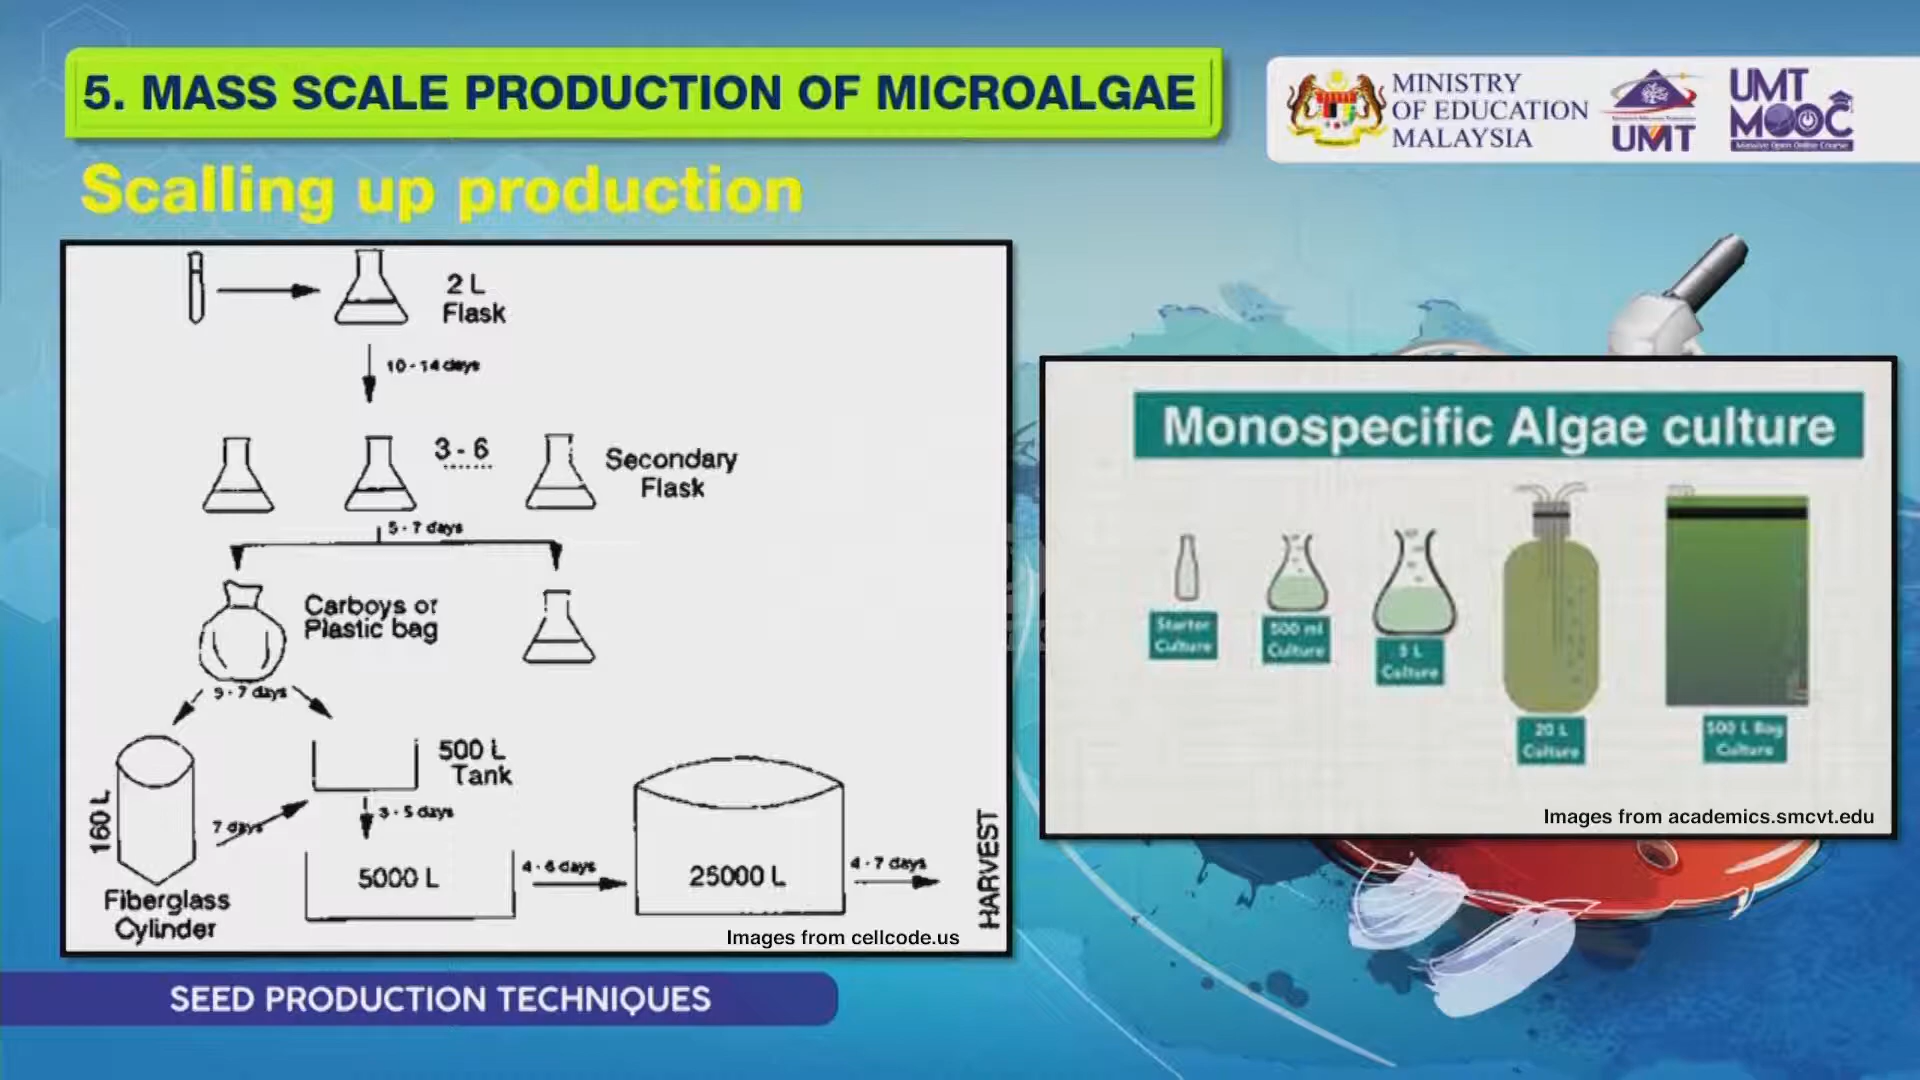 5. MASS SCALE PRODUCTION OF MICROALGAE
MINISTRY
OF EDUCATION
MALAYSIA
UMT
UMT
MOOC
Massive Open Online Course
Scalling up production
2 L
Flask
10 - 14 days
3 - 6
Secondary
Flask
5 - 7 days
Carboys or
Plastic bag
5 - 7 days
500 L
Tank
160 L
7 days
3 - 5 days
Fiberglass
Cylinder
5000 L
4 - 6 days
25000 L
4 - 7 days
HARVEST
Images from cellcode.us
Monospecific Algae culture
Starter
Culture
500 ml
Culture
5 L
Culture
20 L
Culture
500 L Bag
Culture
Images from academics.smcvt.edu
SEED PRODUCTION TECHNIQUES